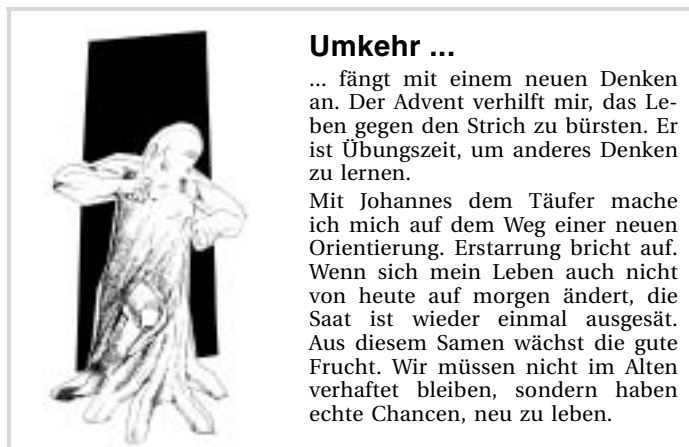 Umkehr ...
... fängt mit einem neuen Denken
an. Der Advent verhilft mir, das Le-
ben gegen den Strich zu bürsten. Er
ist Übungszeit, um anderes Denken
zu lernen.
Mit Johannes dem Täufer mache
ich mich auf dem Weg einer neuen
Orientierung. Erstarrung bricht auf.
Wenn sich mein Leben auch nicht
von heute auf morgen ändert, die
Saat ist wieder einmal ausgesät.
Aus diesem Samen wächst die gute
Frucht. Wir müssen nicht im Alten
verhaftet bleiben, sondern haben
echte Chancen, neu zu leben.